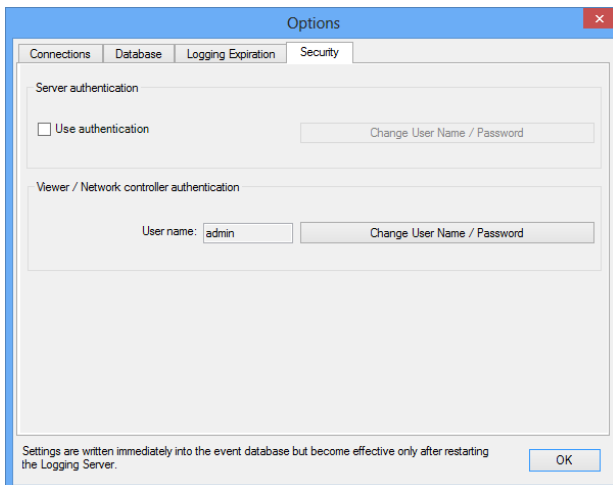 Options
Connections Database Logging Expiration Security
Server authentication
Use authentication Change User Name / Password
Viewer / Network controller authentication
User name: admin Change User Name / Password
Settings are written immediately into the event database but become effective only after restarting
the Logging Server.
OK